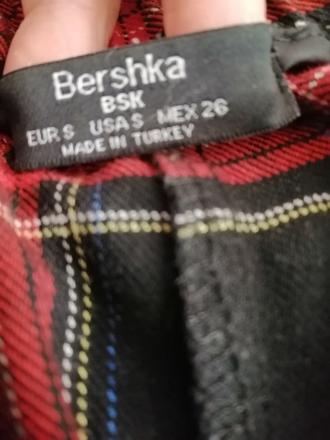 Bershka
BSK
EUR S USA S MEX 26
MADE IN TURKEY